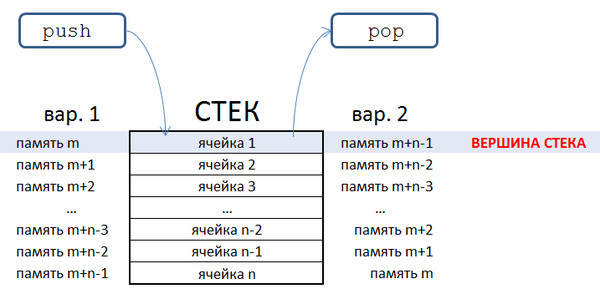 push pop
вар. 1 СТЕК вар. 2
память m ячейка 1 память m+n-1 ВЕРШИНА СТЕКА
память m+1 ячейка 2 память m+n-2
память m+2 ячейка 3 память m+n-3
... ... ...
память m+n-3 ячейка n-2 память m+2
память m+n-2 ячейка n-1 память m+1
память m+n-1 ячейка n память m